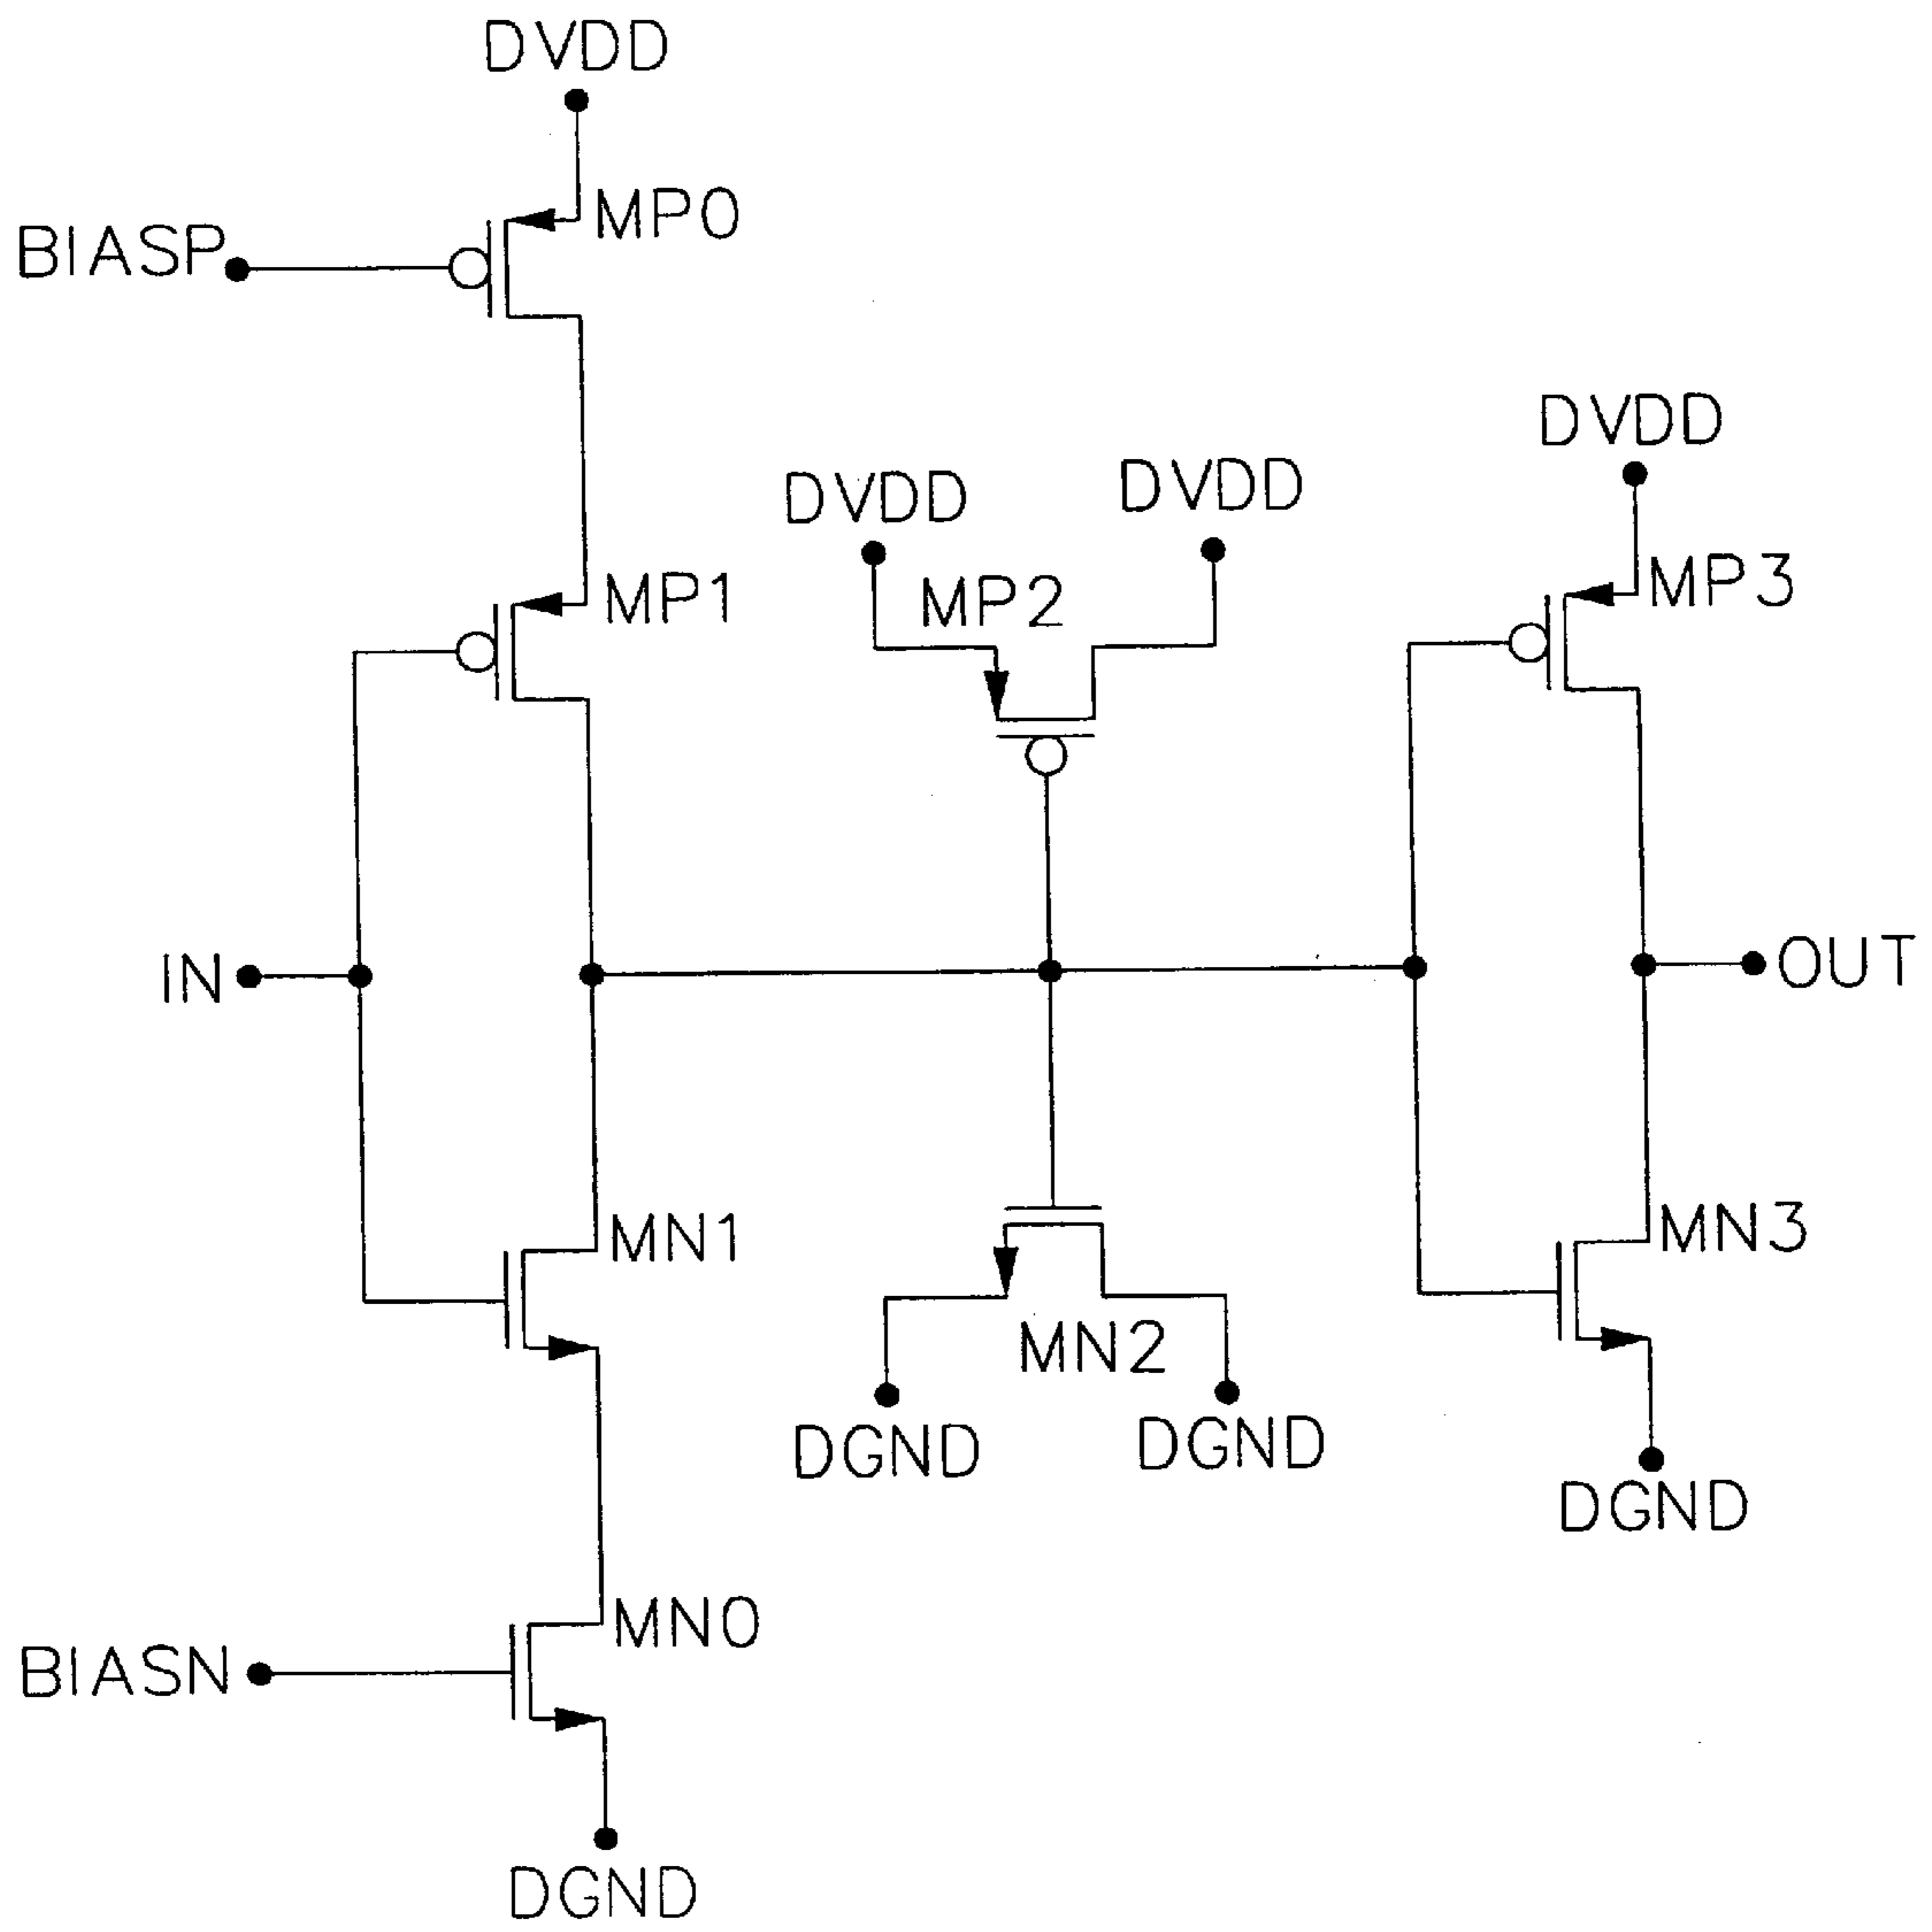 DVDD
MP0
BIASP
DVDD
DVDD
DVDD
MP1
MP2
MP3
IN
OUT
MN1
MN3
MN2
DGND
DGND
DGND
MN0
BIASN
DGND